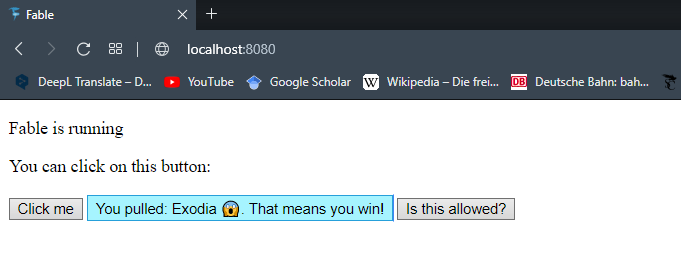 Fable
localhost:8080
DeepL Translate – D... YouTube Google Scholar W Wikipedia – Die frei... DB Deutsche Bahn: bah...
Fable is running
You can click on this button:
Click me You pulled: Exodia 😱. That means you win! Is this allowed?